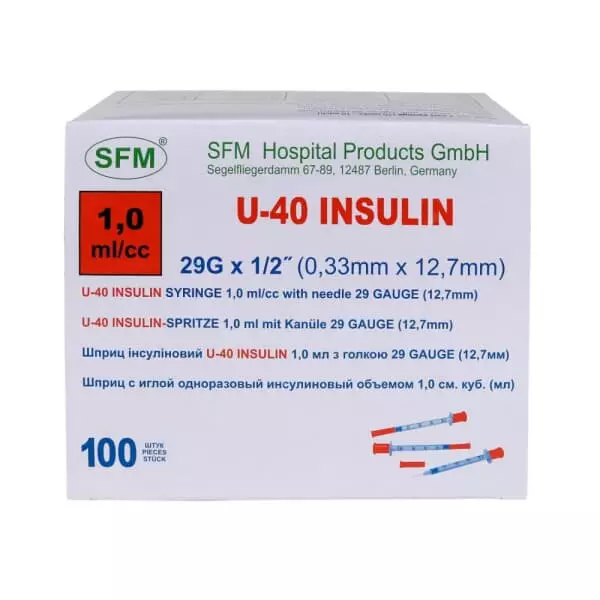 SFM®
SFM Hospital Products GmbH
Segelfliegerdamm 67-89, 12487 Berlin, Germany
1,0
ml/cc
U-40 INSULIN
29G x 1/2˝ (0,33mm x 12,7mm)
U-40 INSULIN SYRINGE 1,0 ml/cc with needle 29 GAUGE (12,7mm)
U-40 INSULIN-SPRITZE 1,0 ml mit Kanüle 29 GAUGE (12,7mm)
Шприц інсуліновий U-40 INSULIN 1,0 мл з голкою 29 GAUGE (12,7мм)
Шприц с иглой одноразовый инсулиновый объемом 1,0 см. куб. (мл)
100
ШТУК
PIECES
STÜCK